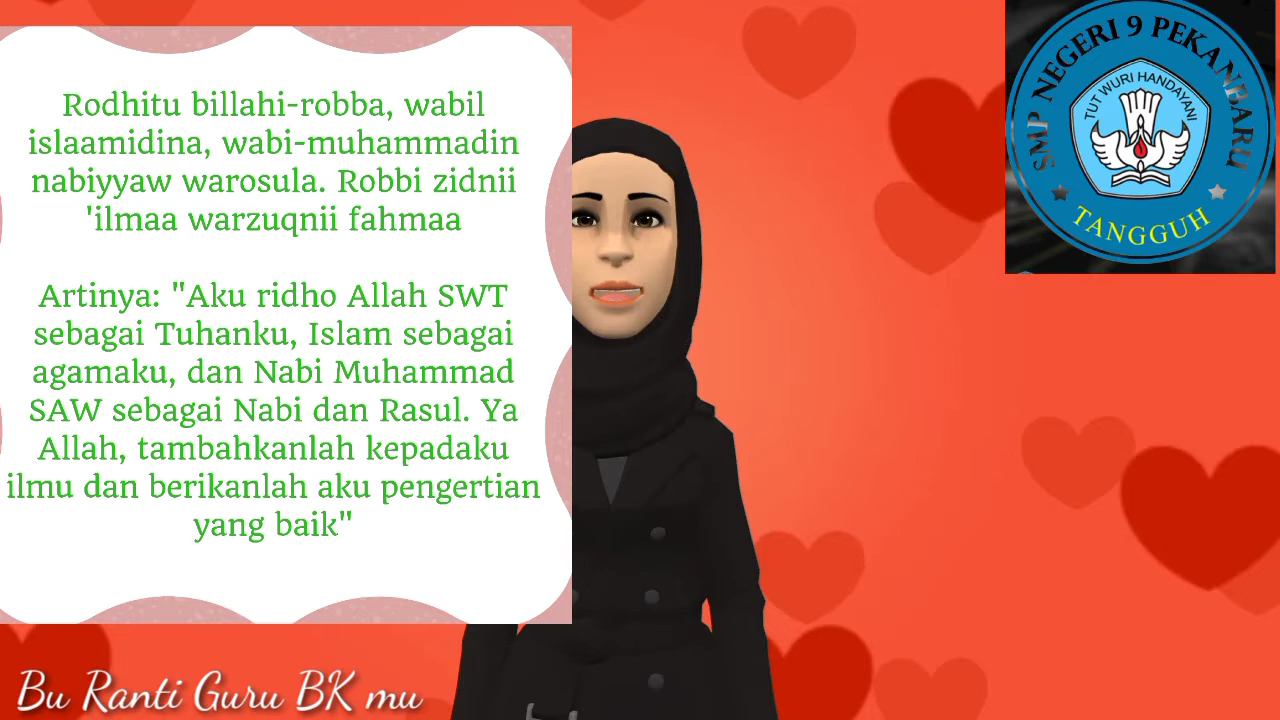 Rodhitu billahi-robba, wabil
islaamidina, wabi-muhammadin
nabiyyaw warosula. Robbi zidnii
'ilmaa warzuqnii fahmaa
Artinya: "Aku ridho Allah SWT
sebagai Tuhanku, Islam sebagai
agamaku, dan Nabi Muhammad
SAW sebagai Nabi dan Rasul. Ya
Allah, tambahkanlah kepadaku
ilmu dan berikanlah aku pengertian
yang baik"
SMP NEGERI 9 PEKANBARU
TUT WURI HANDAYANI
TANGGUH
Bu Ranti Guru BK mu